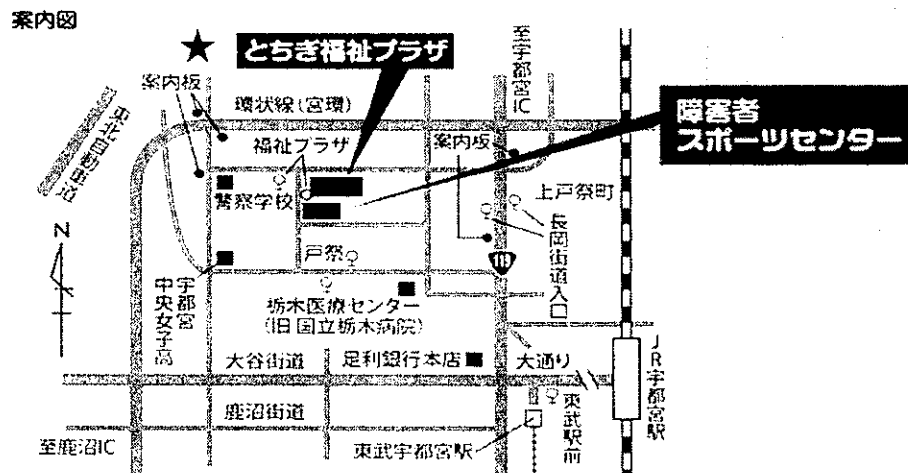 案内図
★
とちぎ福祉プラザ
至宇都宮IC
案内板
環状線(宮環)
障害者
スポーツセンター
東北自動車道
福祉プラザ
案内板
上戸祭町
警察学校
長岡街道入口
N
戸祭
119
宇都宮
中央女子高
栃木医療センター
(旧 国立栃木病院)
JR宇都宮駅
大谷街道
足利銀行本店
大通り
鹿沼街道
東武駅前
至鹿沼IC
東武宇都宮駅